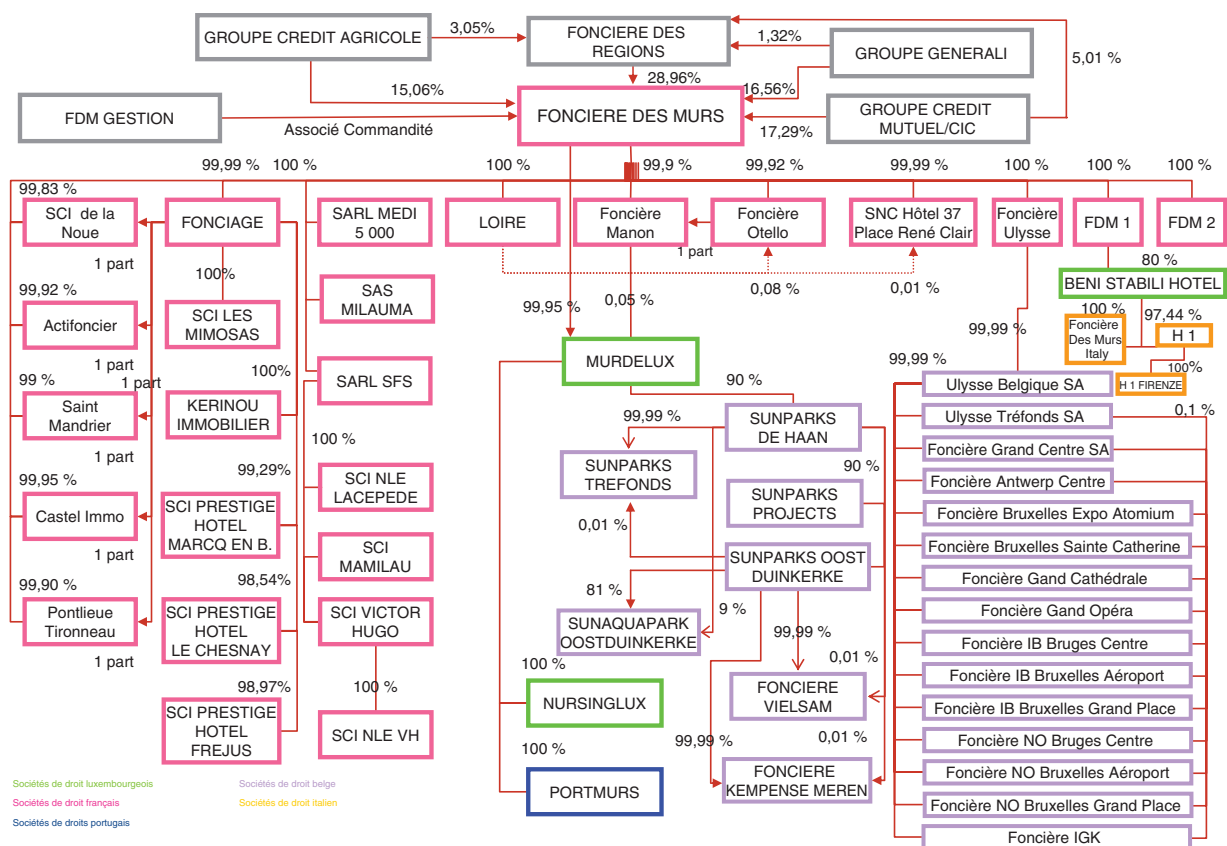 GROUPE CREDIT AGRICOLE
3,05%
FONCIERE DES
REGIONS
1,32%
GROUPE GENERALI
5,01 %
28,96%
15,06%
16,56%
FDM GESTION
Associé Commandité
FONCIERE DES MURS
17,29%
GROUPE CREDIT
MUTUEL/CIC
99,99 %
100 %
100 %
99,9 %
99,92 %
99,99 %
100 %
100 %
100 %
99,83 %
SCI de la
Noue
FONCIAGE
SARL MEDI
5 000
LOIRE
Foncière
Manon
Foncière
Otello
SNC Hôtel 37
Place René Clair
Foncière
Ulysse
FDM 1
FDM 2
1 part
1 part
100%
0,08 %
0,01 %
80 %
BENI STABILI HOTEL
99,92 %
Actifoncier
SCI LES
MIMOSAS
SAS
MILAUMA
99,95 %
0,05 %
99,99 %
100 %
97,44 %
Foncière
Des Murs
Italy
H 1
100%
H 1 FIRENZE
1 part
1 part
100%
MURDELUX
99 %
Saint
Mandrier
KERINOU
IMMOBILIER
SARL SFS
90 %
99,99 %
Ulysse Belgique SA
0,1 %
Ulysse Tréfonds SA
Foncière Grand Centre SA
Foncière Antwerp Centre
Foncière Bruxelles Expo Atomium
Foncière Bruxelles Sainte Catherine
Foncière Gand Cathédrale
Foncière Gand Opéra
Foncière IB Bruges Centre
Foncière IB Bruxelles Aéroport
Foncière IB Bruxelles Grand Place
Foncière NO Bruges Centre
Foncière NO Bruxelles Aéroport
Foncière NO Bruxelles Grand Place
Foncière IGK
1 part
99,29%
100 %
99,99 %
SUNPARKS
DE HAAN
90 %
SUNPARKS
TREFONDS
99,95 %
Castel Immo
SCI PRESTIGE
HOTEL
MARCQ EN B.
SCI NLE
LACEPEDE
SUNPARKS
PROJECTS
0,01 %
1 part
SCI
MAMILAU
SUNPARKS OOST
DUINKERKE
99,90 %
98,54%
81 %
9 %
Pontlieue
Tironneau
SCI PRESTIGE
HOTEL
LE CHESNAY
SCI VICTOR
HUGO
SUNAQUAPARK
OOSTDUINKERKE
99,99 %
0,01 %
1 part
98,97%
100 %
100 %
SCI PRESTIGE
HOTEL
FREJUS
SCI NLE VH
NURSINGLUX
FONCIERE
VIELSAM
0,01 %
100 %
99,99 %
PORTMURS
FONCIERE
KEMPENSE MEREN
Sociétés de droit luxembourgeois
Sociétés de droit belge
Sociétés de droit français
Sociétés de droit italien
Sociétés de droits portugais